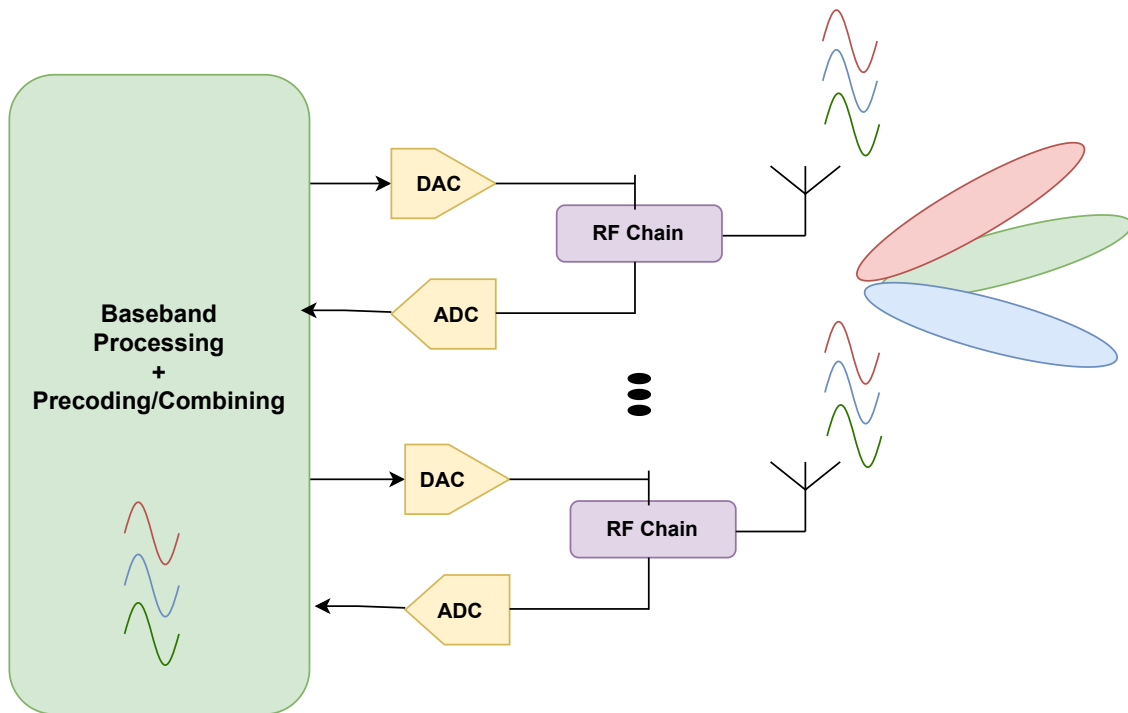 DAC
RF Chain
ADC
Baseband
Processing
+
Precoding/Combining
DAC
RF Chain
ADC